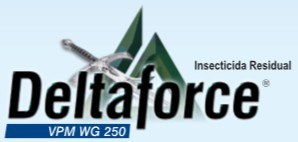 Insecticida Residual
Deltaforce®
VPM WG 250